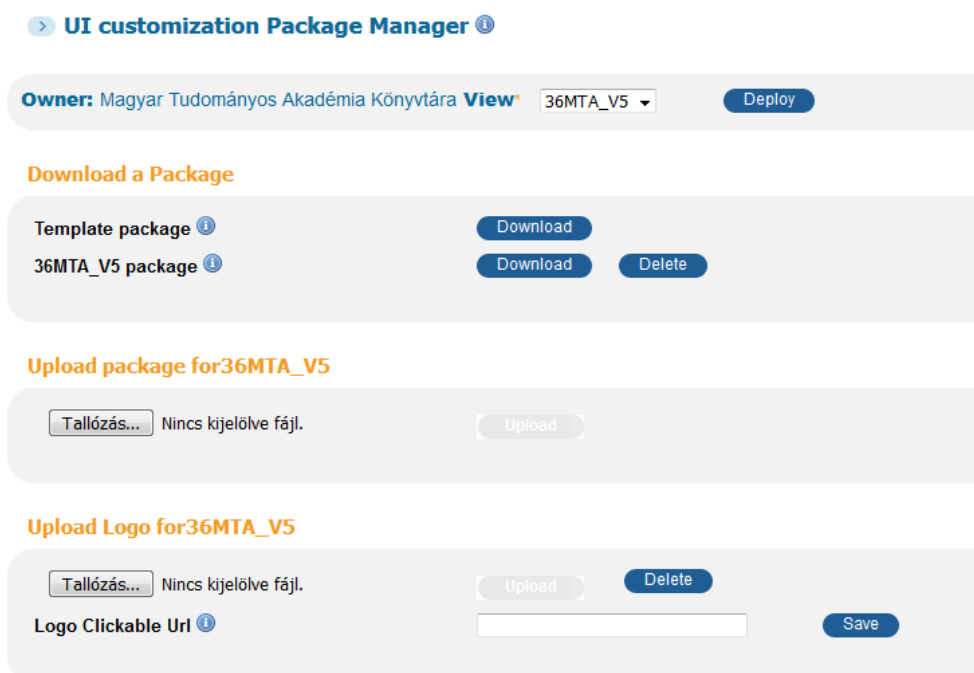 UI customization Package Manager
Owner: Magyar Tudományos Akadémia Könyvtára View* 36MTA_V5 Deploy
Download a Package
Template package Download
36MTA_V5 package Download Delete
Upload package for36MTA_V5
Tallózás... Nincs kijelölve fájl. Upload
Upload Logo for36MTA_V5
Tallózás... Nincs kijelölve fájl. Upload Delete
Logo Clickable Url Save